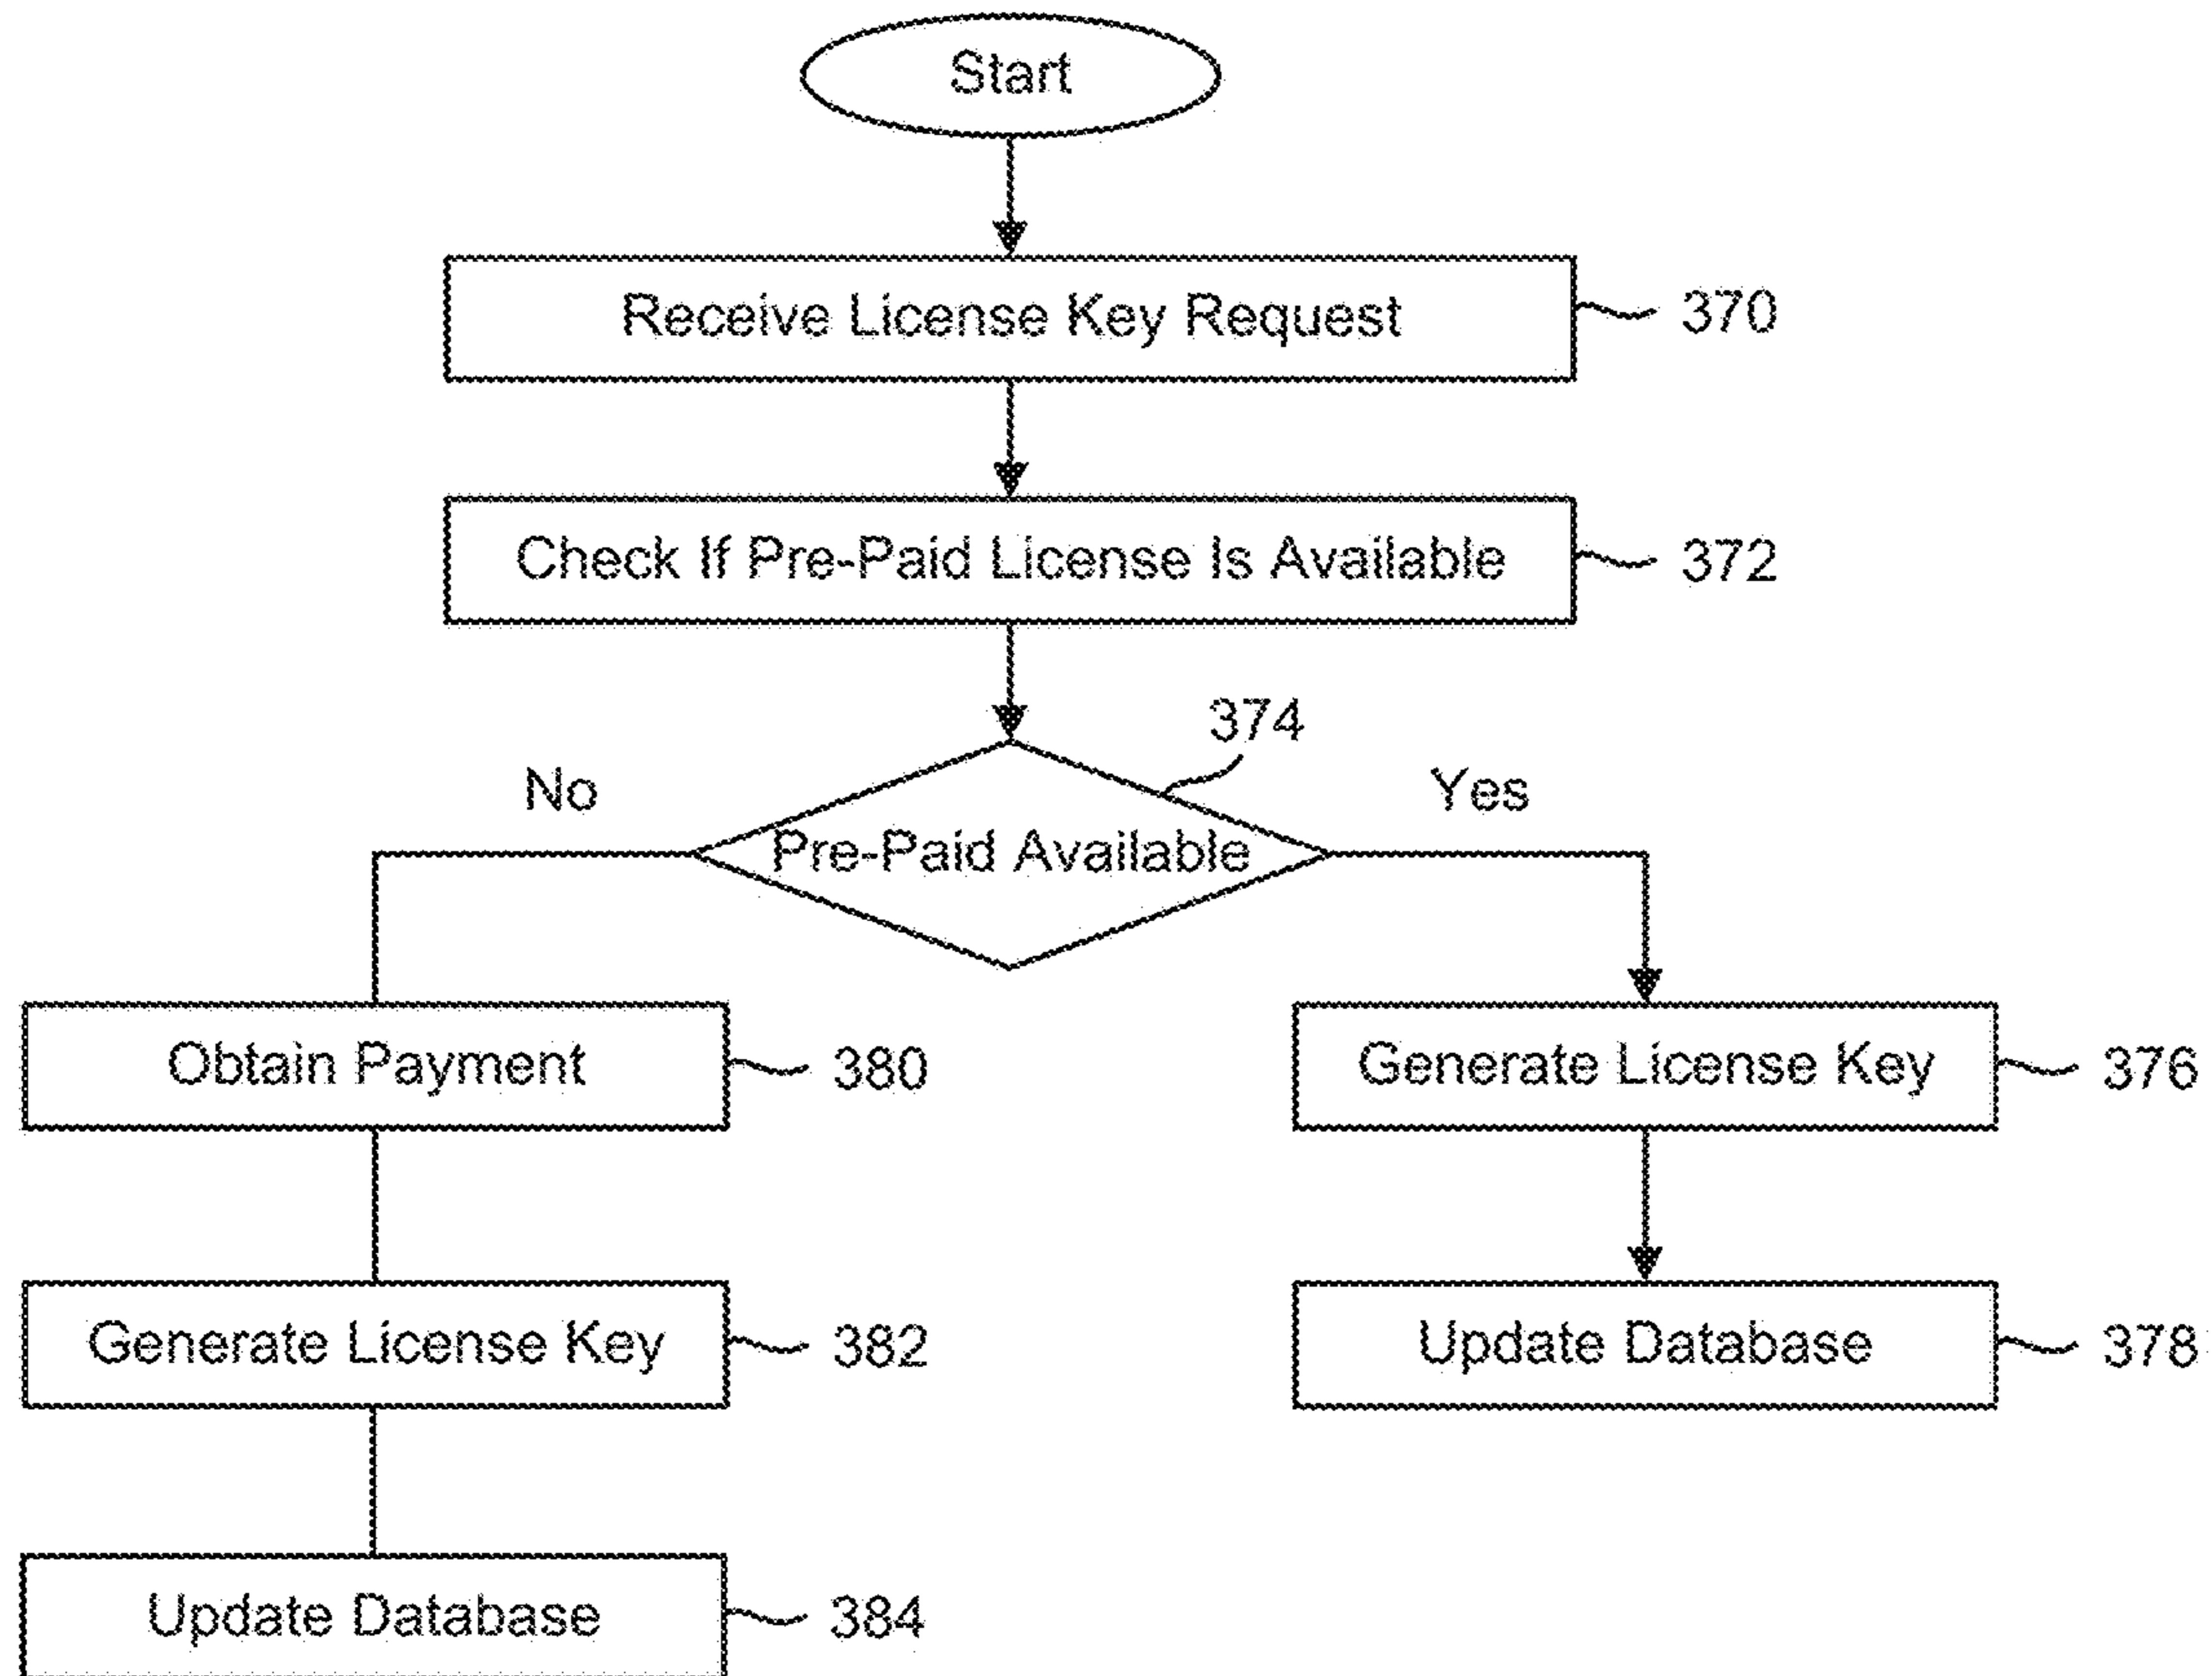 Start
Receive License Key Request
370
Check If Pre-Paid License Is Available
372
374
No
Yes
Pre-Paid Available
Obtain Payment
380
Generate License Key
376
Generate License Key
382
Update Database
378
Update Database
384